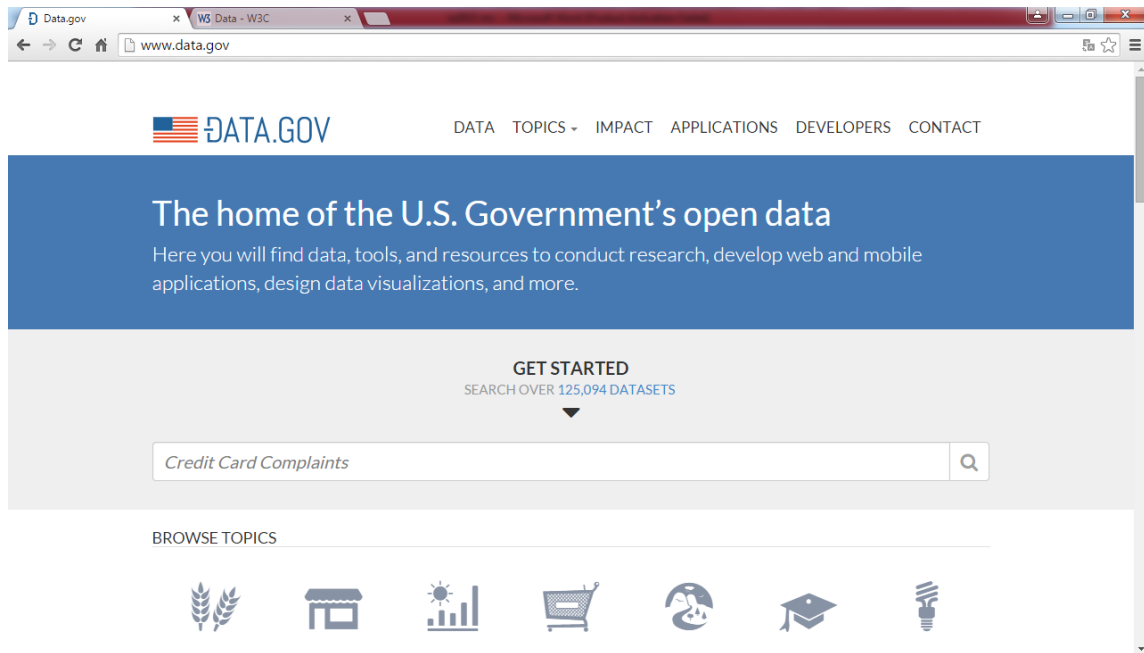 Data.gov
W3 Data - W3C
www.data.gov
DATA.GOV
DATA TOPICS IMPACT APPLICATIONS DEVELOPERS CONTACT
The home of the U.S. Government’s open data
Here you will find data, tools, and resources to conduct research, develop web and mobile
applications, design data visualizations, and more.
GET STARTED
SEARCH OVER 125,094 DATASETS
Credit Card Complaints
BROWSE TOPICS